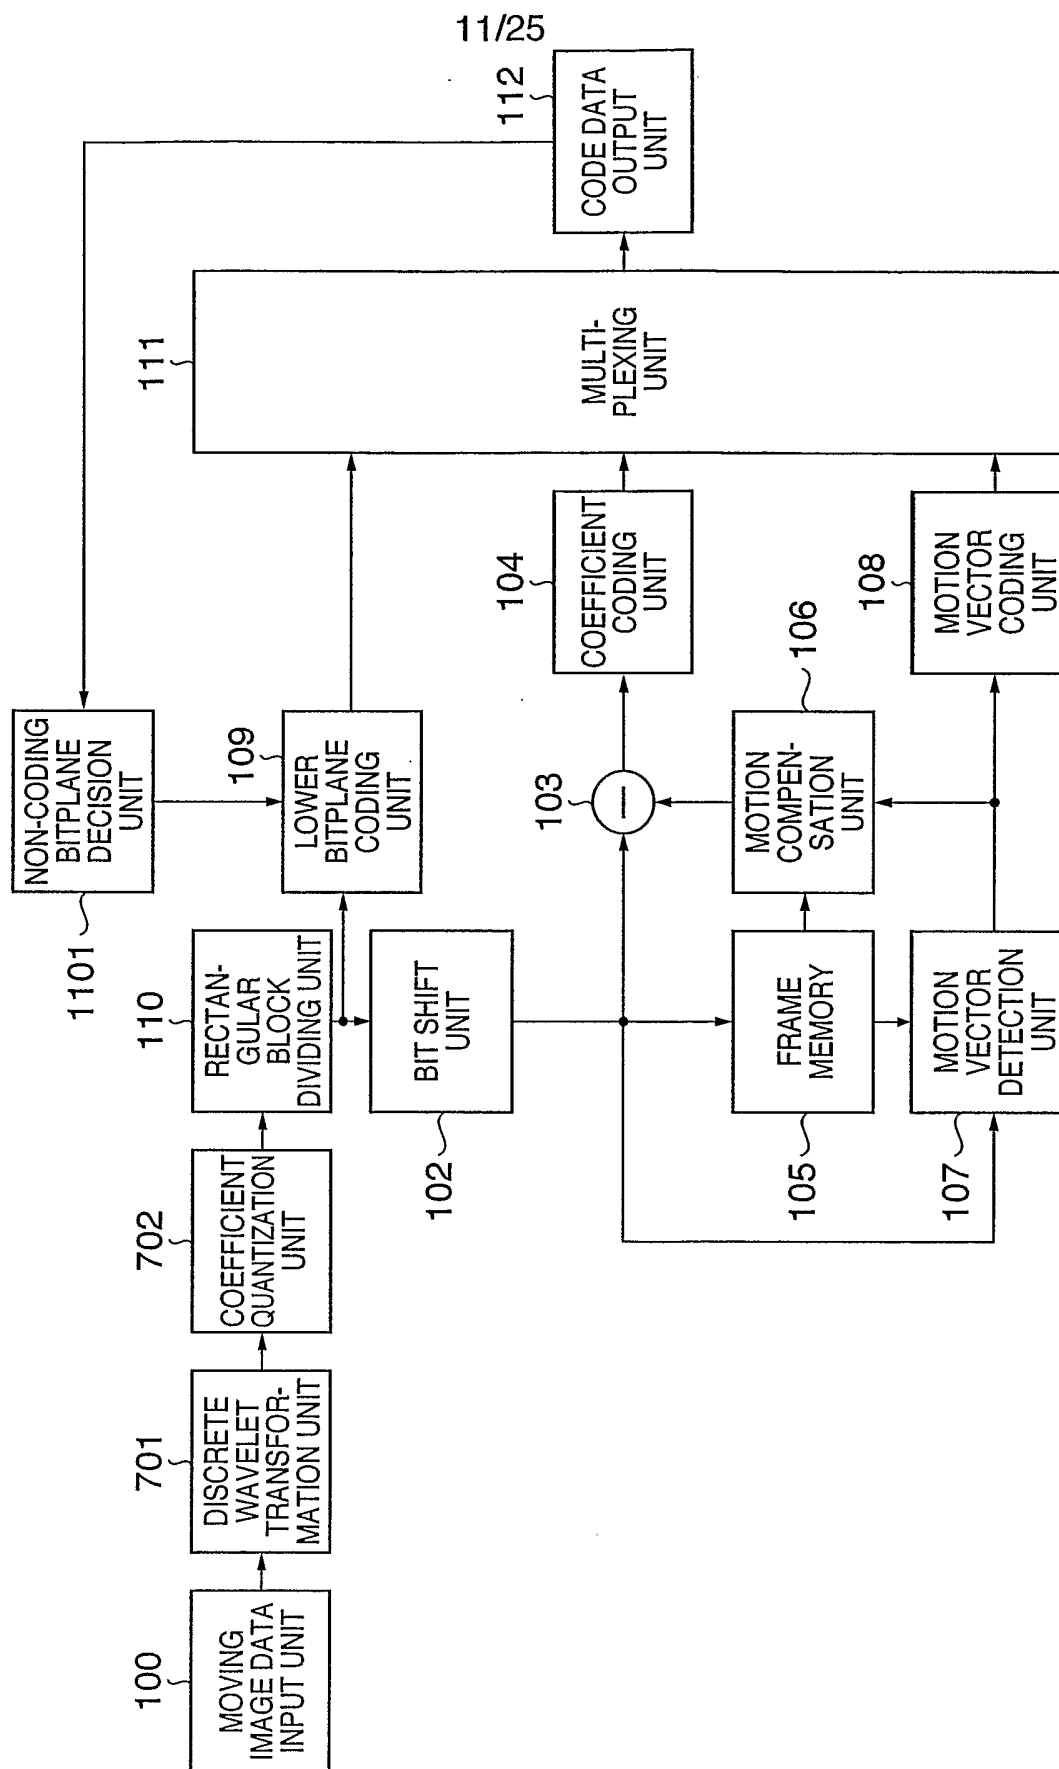 11/25
100
MOVING
IMAGE DATA
INPUT UNIT
701
DISCRETE
WAVELET
TRANSFOR-
MATION UNIT
702
COEFFICIENT
QUANTIZATION
UNIT
110
RECTAN-
GULAR
BLOCK
DIVIDING UNIT
1101
NON-CODING
BITPLANE
DECISION
UNIT
109
LOWER
BITPLANE
CODING
UNIT
102
BIT SHIFT
UNIT
103
104
COEFFICIENT
CODING
UNIT
105
FRAME
MEMORY
106
MOTION
COMPEN-
SATION
UNIT
107
MOTION
VECTOR
DETECTION
UNIT
108
MOTION
VECTOR
CODING
UNIT
111
MULTI-
PLEXING
UNIT
112
CODE DATA
OUTPUT
UNIT